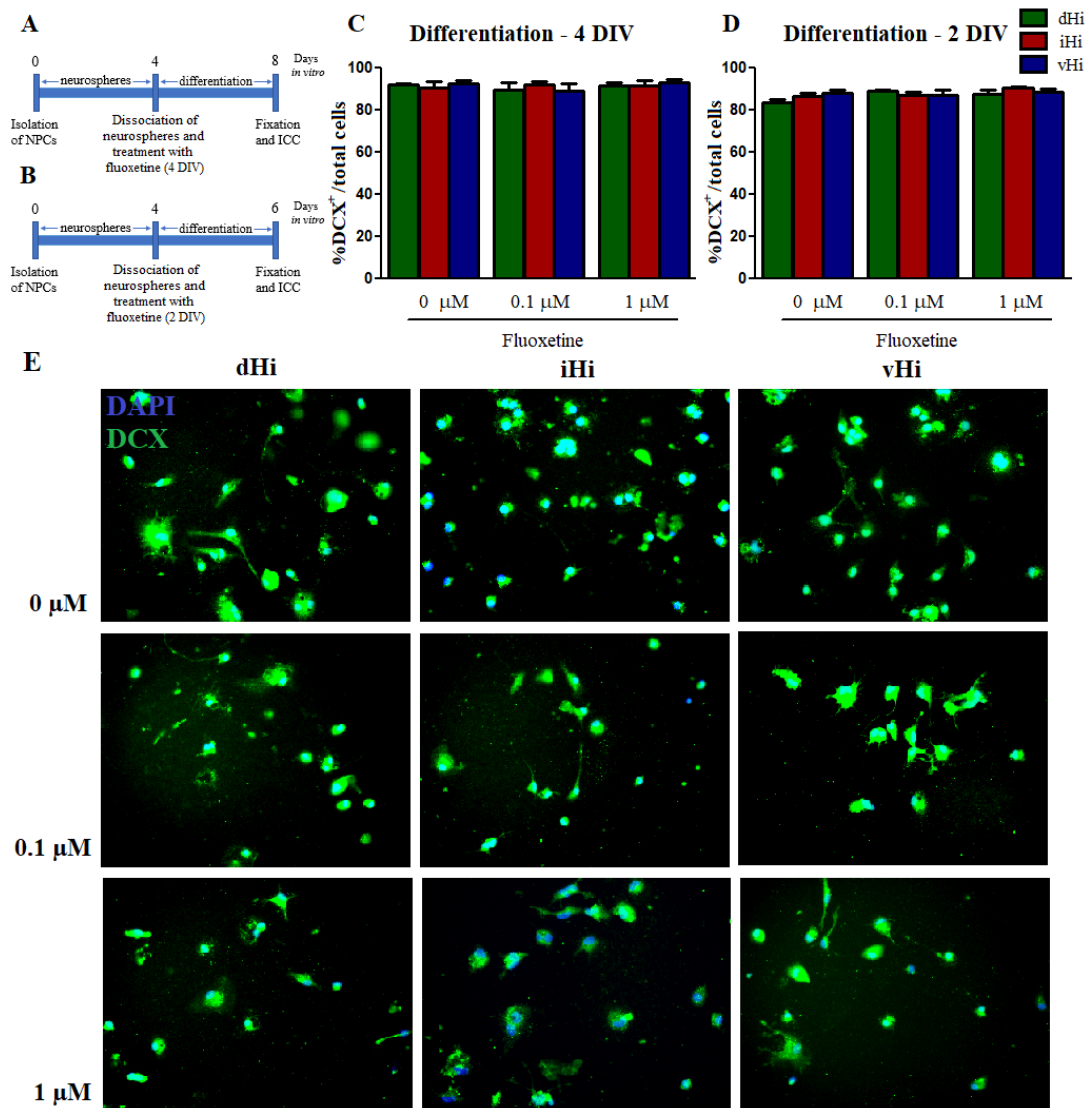 A
0
4
8
Days
in vitro
neurospheres
differentiation
Isolation
of NPCs
Dissociation of
neurospheres and
treatment with
fluoxetine (4 DIV)
Fixation
and ICC
B
0
4
6
Days
in vitro
neurospheres
differentiation
Isolation
of NPCs
Dissociation of
neurospheres and
treatment with
fluoxetine (2 DIV)
Fixation
and ICC
C
Differentiation - 4 DIV
%DCX⁺/total cells
100
80
60
40
20
0
0 μM
0.1 μM
1 μM
Fluoxetine
D
Differentiation - 2 DIV
dHi
iHi
vHi
%DCX⁺/total cells
100
80
60
40
20
0
0 μM
0.1 μM
1 μM
Fluoxetine
E
dHi
iHi
vHi
DAPI
DCX
0 μM
0.1 μM
1 μM